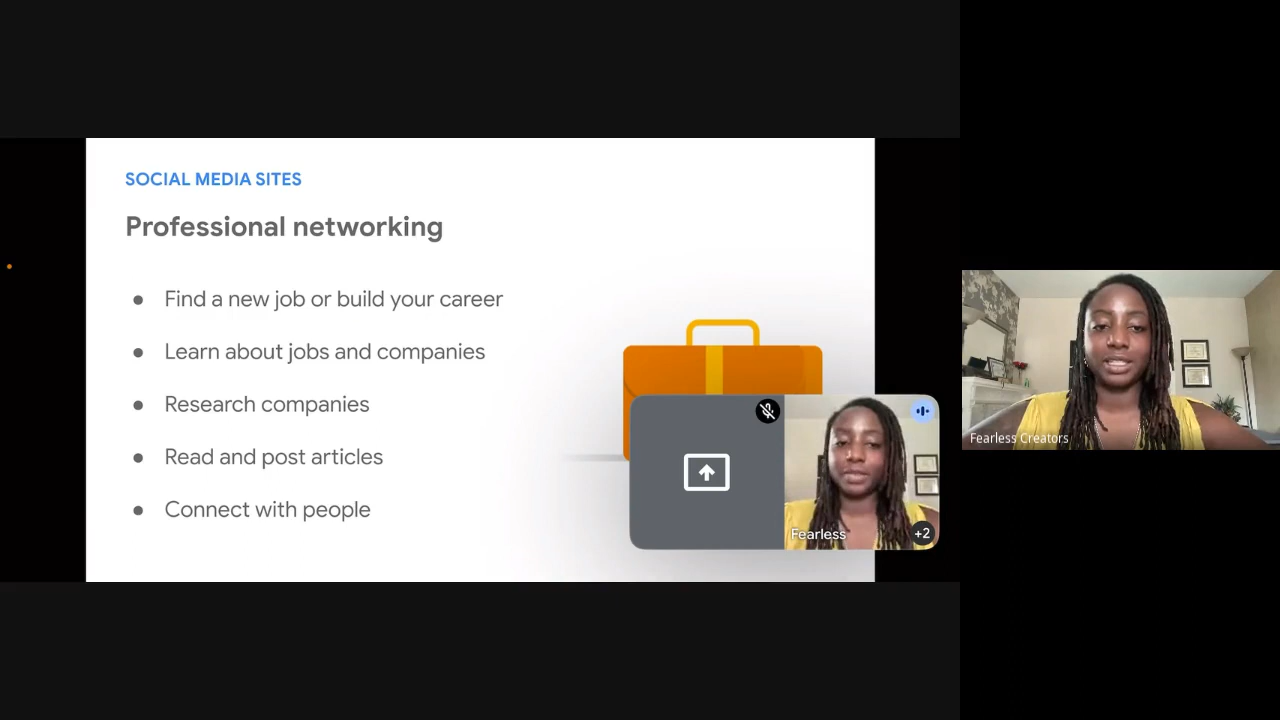 SOCIAL MEDIA SITES
Professional networking
● Find a new job or build your career
● Learn about jobs and companies
● Research companies
● Read and post articles
● Connect with people
Fearless
+2
Fearless Creators